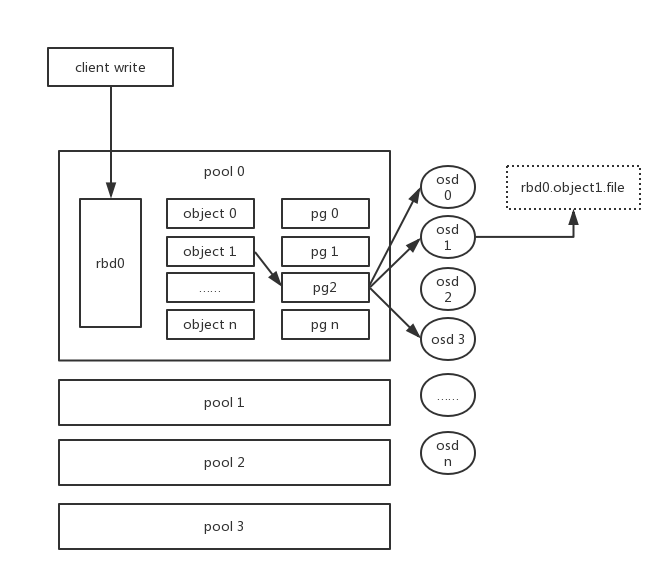 client write
pool 0
rbd0
object 0
object 1
……
object n
pg 0
pg 1
pg2
pg n
osd
0
osd
1
osd
2
osd 3
……
osd
n
rbd0.object1.file
pool 1
pool 2
pool 3